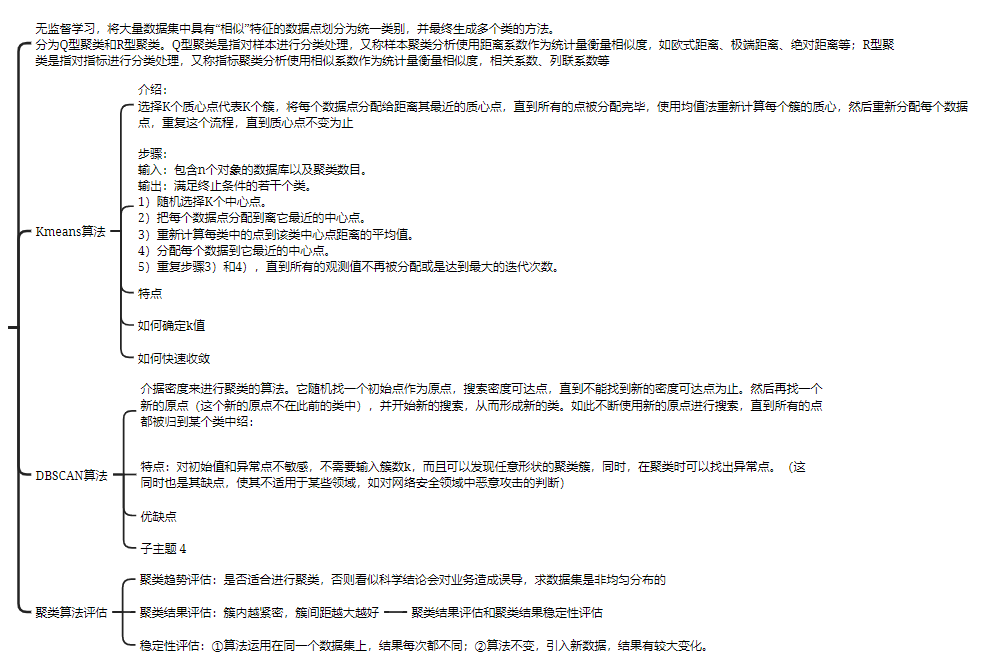 无监督学习，将大量数据集中具有“相似”特征的数据点划分为统一类别，并最终生成多个类的方法。
分为Q型聚类和R型聚类。Q型聚类是指对样本进行分类处理，又称样本聚类分析使用距离系数作为统计量衡量相似度，如欧式距离、极端距离、绝对距离等；R型聚
类是指对指标进行分类处理，又称指标聚类分析使用相似系数作为统计量衡量相似度，相关系数、列联系数等
Kmeans算法
介绍：
选择K个质心点代表K个簇，将每个数据点分配给距离其最近的质心点，直到所有的点被分配完毕，使用均值法重新计算每个簇的质心，然后重新分配每个数据
点，重复这个流程，直到质心点不变为止
步骤：
输入：包含n个对象的数据库以及聚类数目。
输出：满足终止条件的若干个类。
1）随机选择K个中心点。
2）把每个数据点分配到离它最近的中心点。
3）重新计算每类中的点到该类中心点距离的平均值。
4）分配每个数据到它最近的中心点。
5）重复步骤3）和4），直到所有的观测值不再被分配或是达到最大的迭代次数。
特点
如何确定k值
如何快速收敛
DBSCAN算法
介据密度来进行聚类的算法。它随机找一个初始点作为原点，搜索密度可达点，直到不能找到新的密度可达点为止。然后再找一个
新的原点（这个新的原点不在此前的类中），并开始新的搜索，从而形成新的类。如此不断使用新的原点进行搜索，直到所有的点
都被归到某个类中绍：
特点：对初始值和异常点不敏感，不需要输入簇数k，而且可以发现任意形状的聚类簇，同时，在聚类时可以找出异常点。（这
同时也是其缺点，使其不适用于某些领域，如对网络安全领域中恶意攻击的判断）
优缺点
子主题 4
聚类算法评估
聚类趋势评估：是否适合进行聚类，否则看似科学结论会对业务造成误导，求数据集是非均匀分布的
聚类结果评估：簇内越紧密，簇间距越大越好
聚类结果评估和聚类结果稳定性评估
稳定性评估：①算法运用在同一个数据集上，结果每次都不同；②算法不变，引入新数据，结果有较大变化。